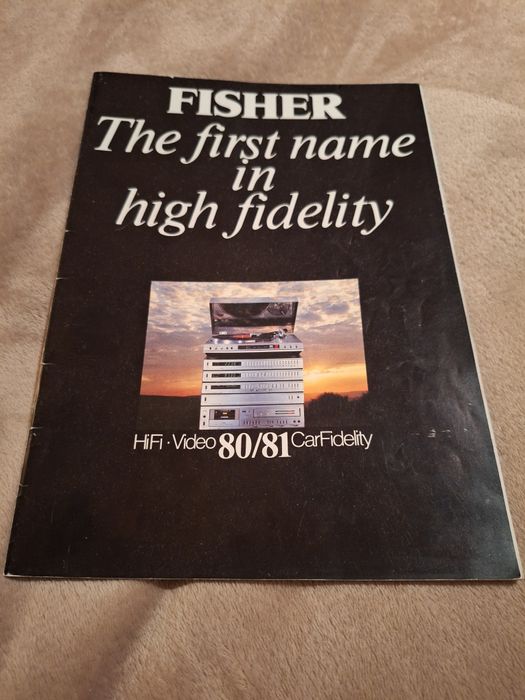 FISHER
The first name
in
high fidelity
HiFi · Video 80/81 CarFidelity